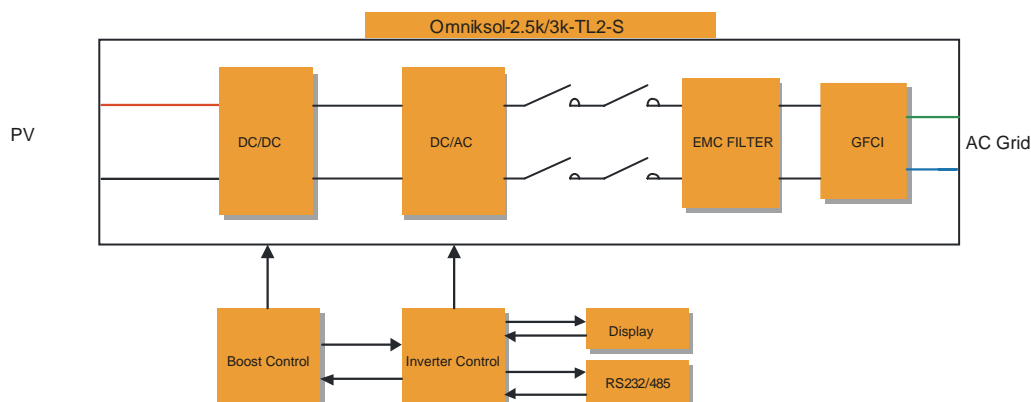 Omniksol-2.5k/3k-TL2-S
PV
DC/DC
DC/AC
EMC FILTER
GFCI
AC Grid
Boost Control
Inverter Control
Display
RS232/485